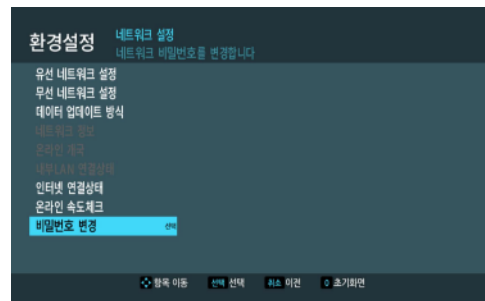 환경설정
네트워크 설정
네트워크 비밀번호를 변경합니다
유선 네트워크 설정
무선 네트워크 설정
데이터 업데이트 방식
네트워크 정보
온라인 개국
내부LAN 연결상태
인터넷 연결상태
온라인 속도체크
비밀번호 변경 선택
항목 이동 선택 선택 취소 이전 0 초기화면